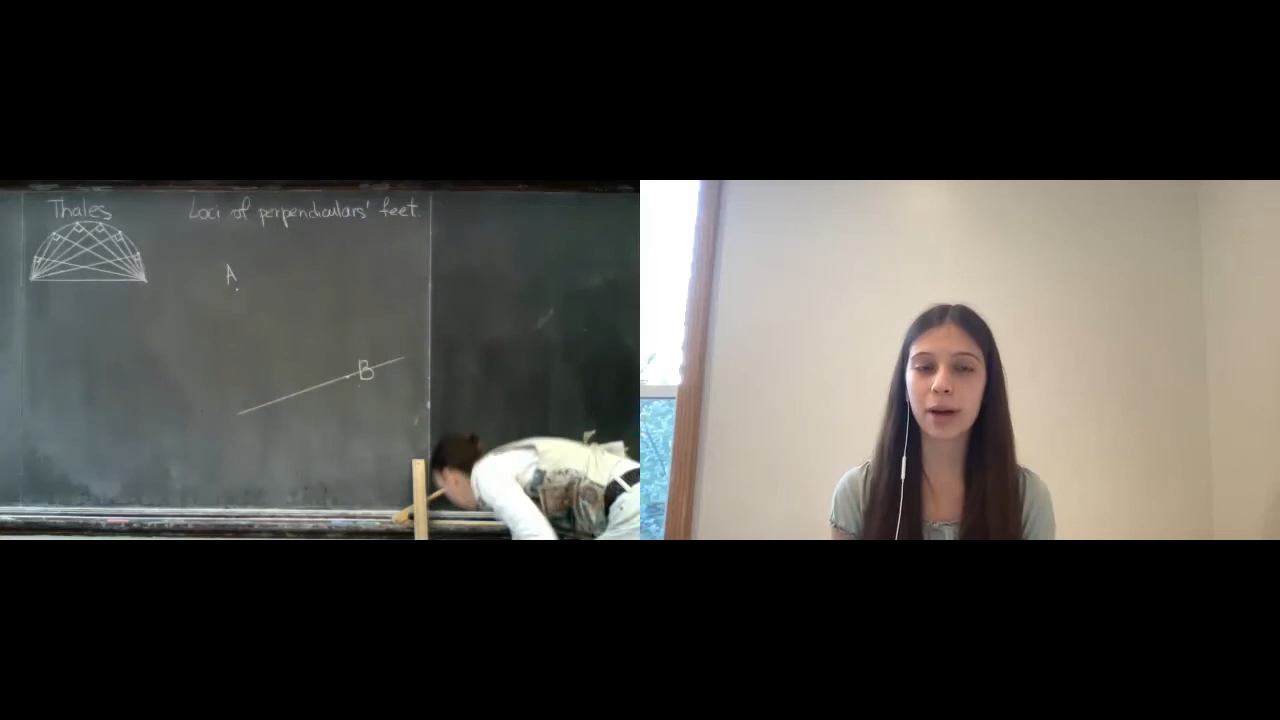 Thales
Loci of perpendiculars' feet.
A
B